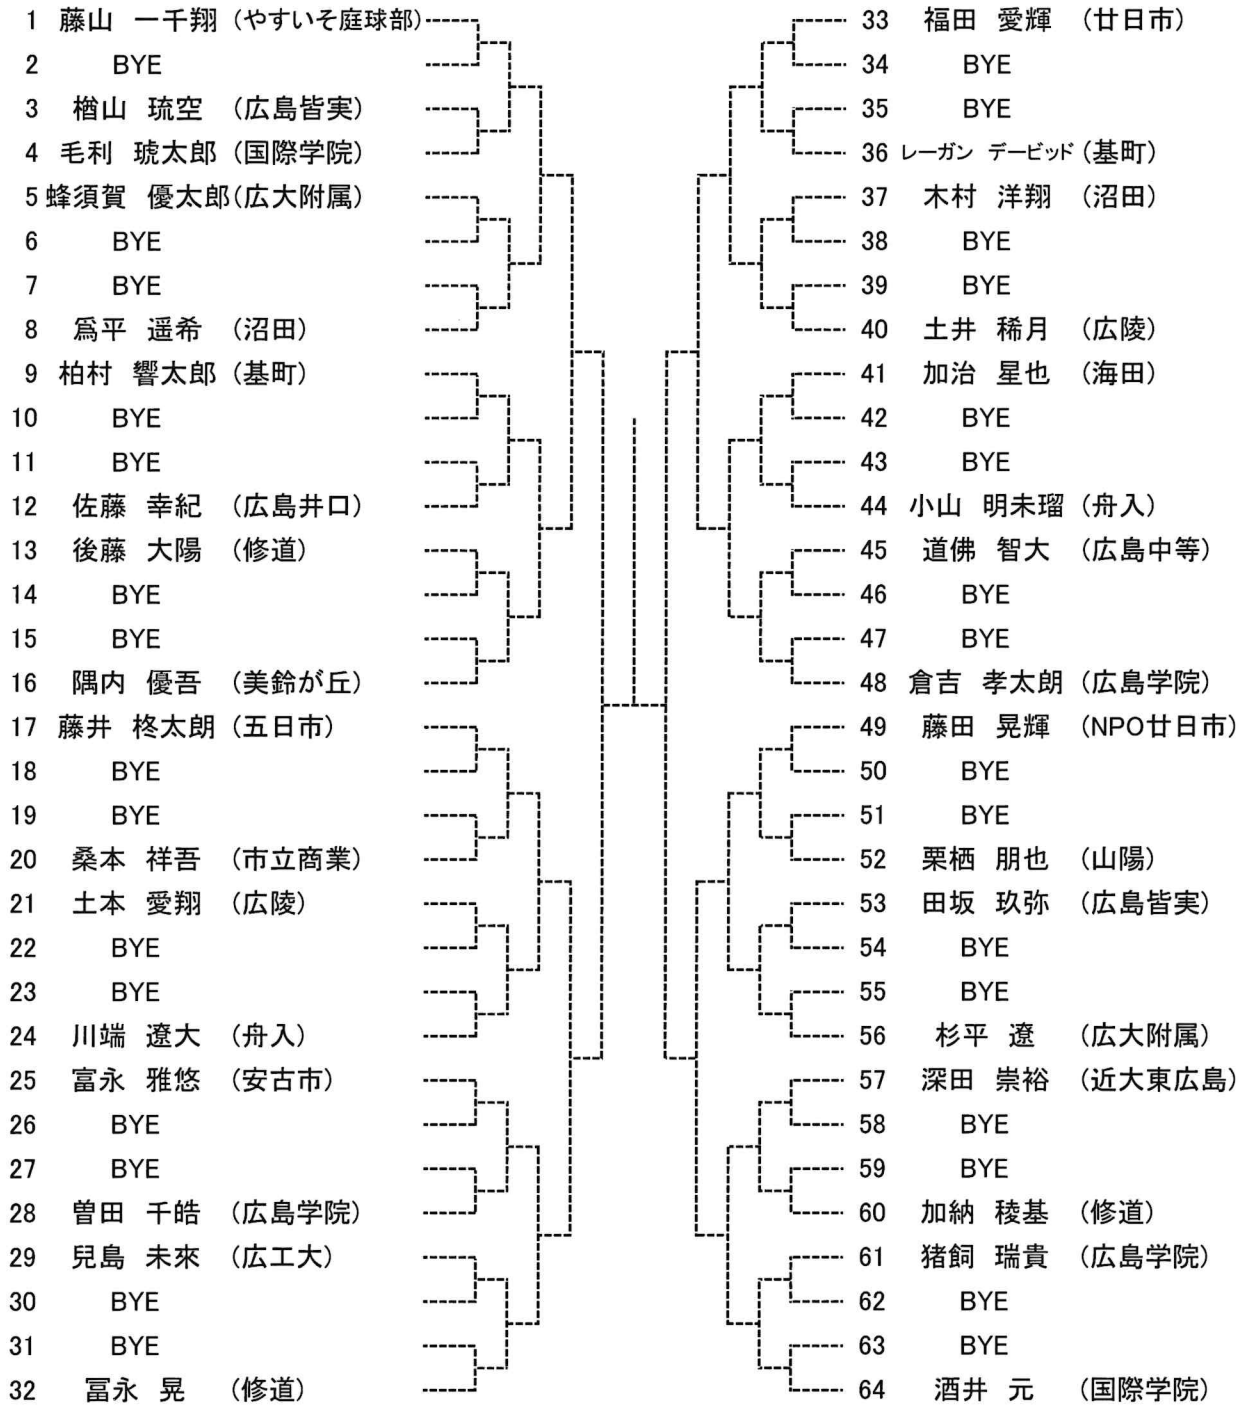 1 藤山 一千翔 (やすいそ庭球部)
2 BYE
3 楢山 琉空 (広島皆実)
4 毛利 琥太郎 (国際学院)
5 蜂須賀 優太郎 (広大附属)
6 BYE
7 BYE
8 爲平 遥希 (沼田)
9 柏村 響太郎 (基町)
10 BYE
11 BYE
12 佐藤 幸紀 (広島井口)
13 後藤 大陽 (修道)
14 BYE
15 BYE
16 隅内 優吾 (美鈴が丘)
17 藤井 柊太朗 (五日市)
18 BYE
19 BYE
20 桑本 祥吾 (市立商業)
21 土本 愛翔 (広陵)
22 BYE
23 BYE
24 川端 遼大 (舟入)
25 富永 雅悠 (安古市)
26 BYE
27 BYE
28 曽田 千皓 (広島学院)
29 兒島 未來 (広工大)
30 BYE
31 BYE
32 冨永 晃 (修道)
33 福田 愛輝 (廿日市)
34 BYE
35 BYE
36 レーガン デービッド (基町)
37 木村 洋翔 (沼田)
38 BYE
39 BYE
40 土井 稀月 (広陵)
41 加治 星也 (海田)
42 BYE
43 BYE
44 小山 明未瑠 (舟入)
45 道佛 智大 (広島中等)
46 BYE
47 BYE
48 倉吉 孝太朗 (広島学院)
49 藤田 晃輝 (NPO廿日市)
50 BYE
51 BYE
52 栗栖 朋也 (山陽)
53 田坂 玖弥 (広島皆実)
54 BYE
55 BYE
56 杉平 遼 (広大附属)
57 深田 崇裕 (近大東広島)
58 BYE
59 BYE
60 加納 稜基 (修道)
61 猪飼 瑞貴 (広島学院)
62 BYE
63 BYE
64 酒井 元 (国際学院)